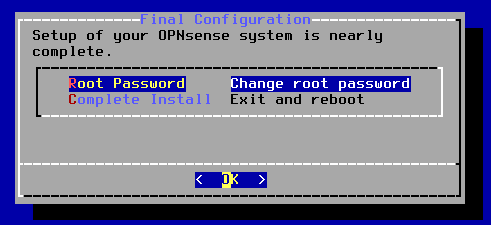 Final Configuration
Setup of your OPNsense system is nearly
complete.
Root Password Change root password
Complete Install Exit and reboot
< OK >